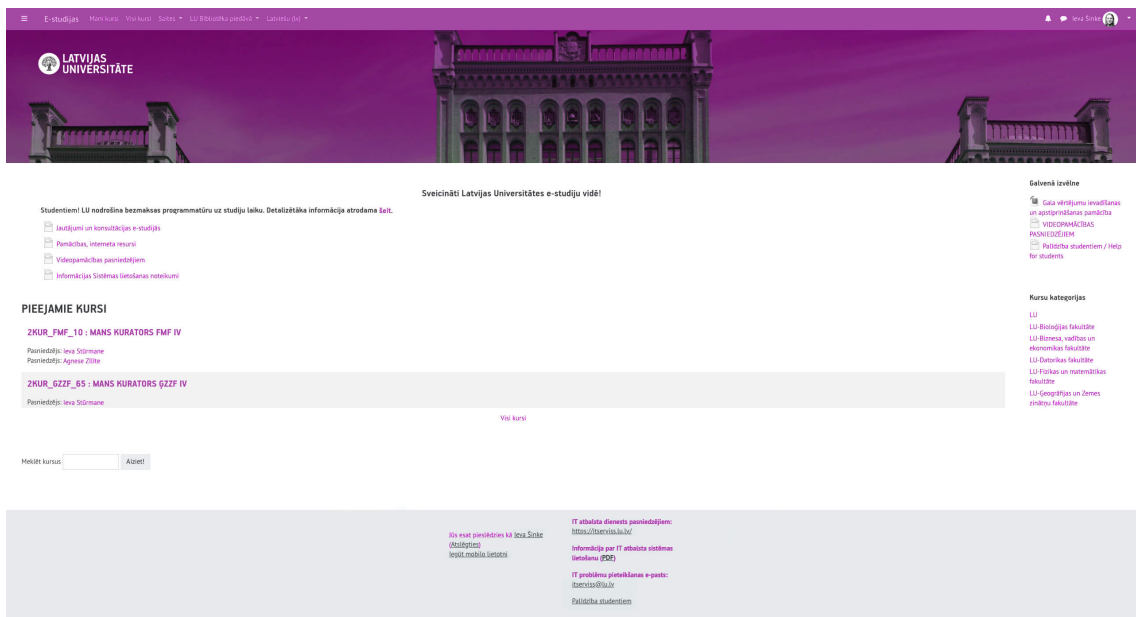 E-studijas Mani kursi Visi kursi Saites LU Bibliotēka piedāvā Latviešu (lv) Ieva Šinke
LATVIJAS
UNIVERSITĀTE
Sveicināti Latvijas Universitātes e-studiju vidē!
Studentiem! LU nodrošina bezmaksas programmatūru uz studiju laiku. Detalizētāka informācija atrodama šeit.
Jautājumi un konsultācijas e-studijās
Pamācības, interneta resursi
Videopamācības pasniedzējiem
Informācijas Sistēmas lietošanas noteikumi
PIEEJAMIE KURSI
2KUR_FMF_10 : MANS KURATORS FMF IV
Pasniedzējs: Ieva Stūrmane
Pasniedzējs: Agnese Zīlīte
2KUR_GZZF_65 : MANS KURATORS ĢZZF IV
Pasniedzējs: Ieva Stūrmane
Visi kursi
Meklēt kursus Aiziet!
Galvenā izvēlne
Gala vērtējumu ievadīšanas
un apstiprināšanas pamācība
VIDEOPAMĀCĪBAS
PASNIEDZĒJIEM
Palīdzība studentiem / Help
for students
Kursu kategorijas
LU
LU-Bioloģijas fakultāte
LU-Biznesa, vadības un
ekonomikas fakultāte
LU-Datorikas fakultāte
LU-Fizikas un matemātikas
fakultāte
LU-Ģeogrāfijas un Zemes
zinātņu fakultāte
Jūs esat pieslēdzies kā Ieva Šinke
(Atslēgties)
Iegūt mobilo lietotni
IT atbalsta dienests pasniedzējiem:
https://itserviss.lu.lv/
Informācija par IT atbalsta sistēmas
lietošanu (PDF)
IT problēmu pieteikšanas e-pasts:
itserviss@lu.lv
Palīdzība studentiem